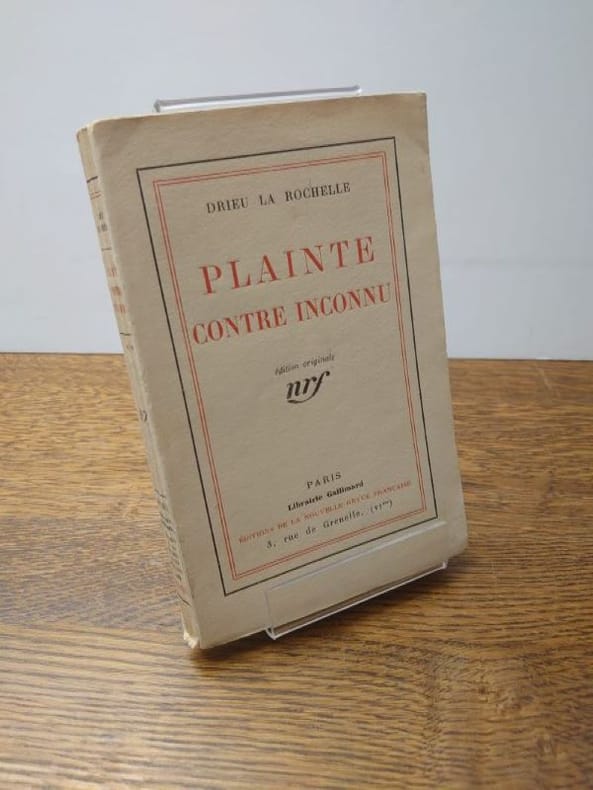 DRIEU LA ROCHELLE
PLAINTE
CONTRE INCONNU
édition originale
nrf
PARIS
Librairie Gallimard
ÉDITIONS DE LA NOUVELLE REVUE FRANÇAISE
3, rue de Grenelle, (VIme)